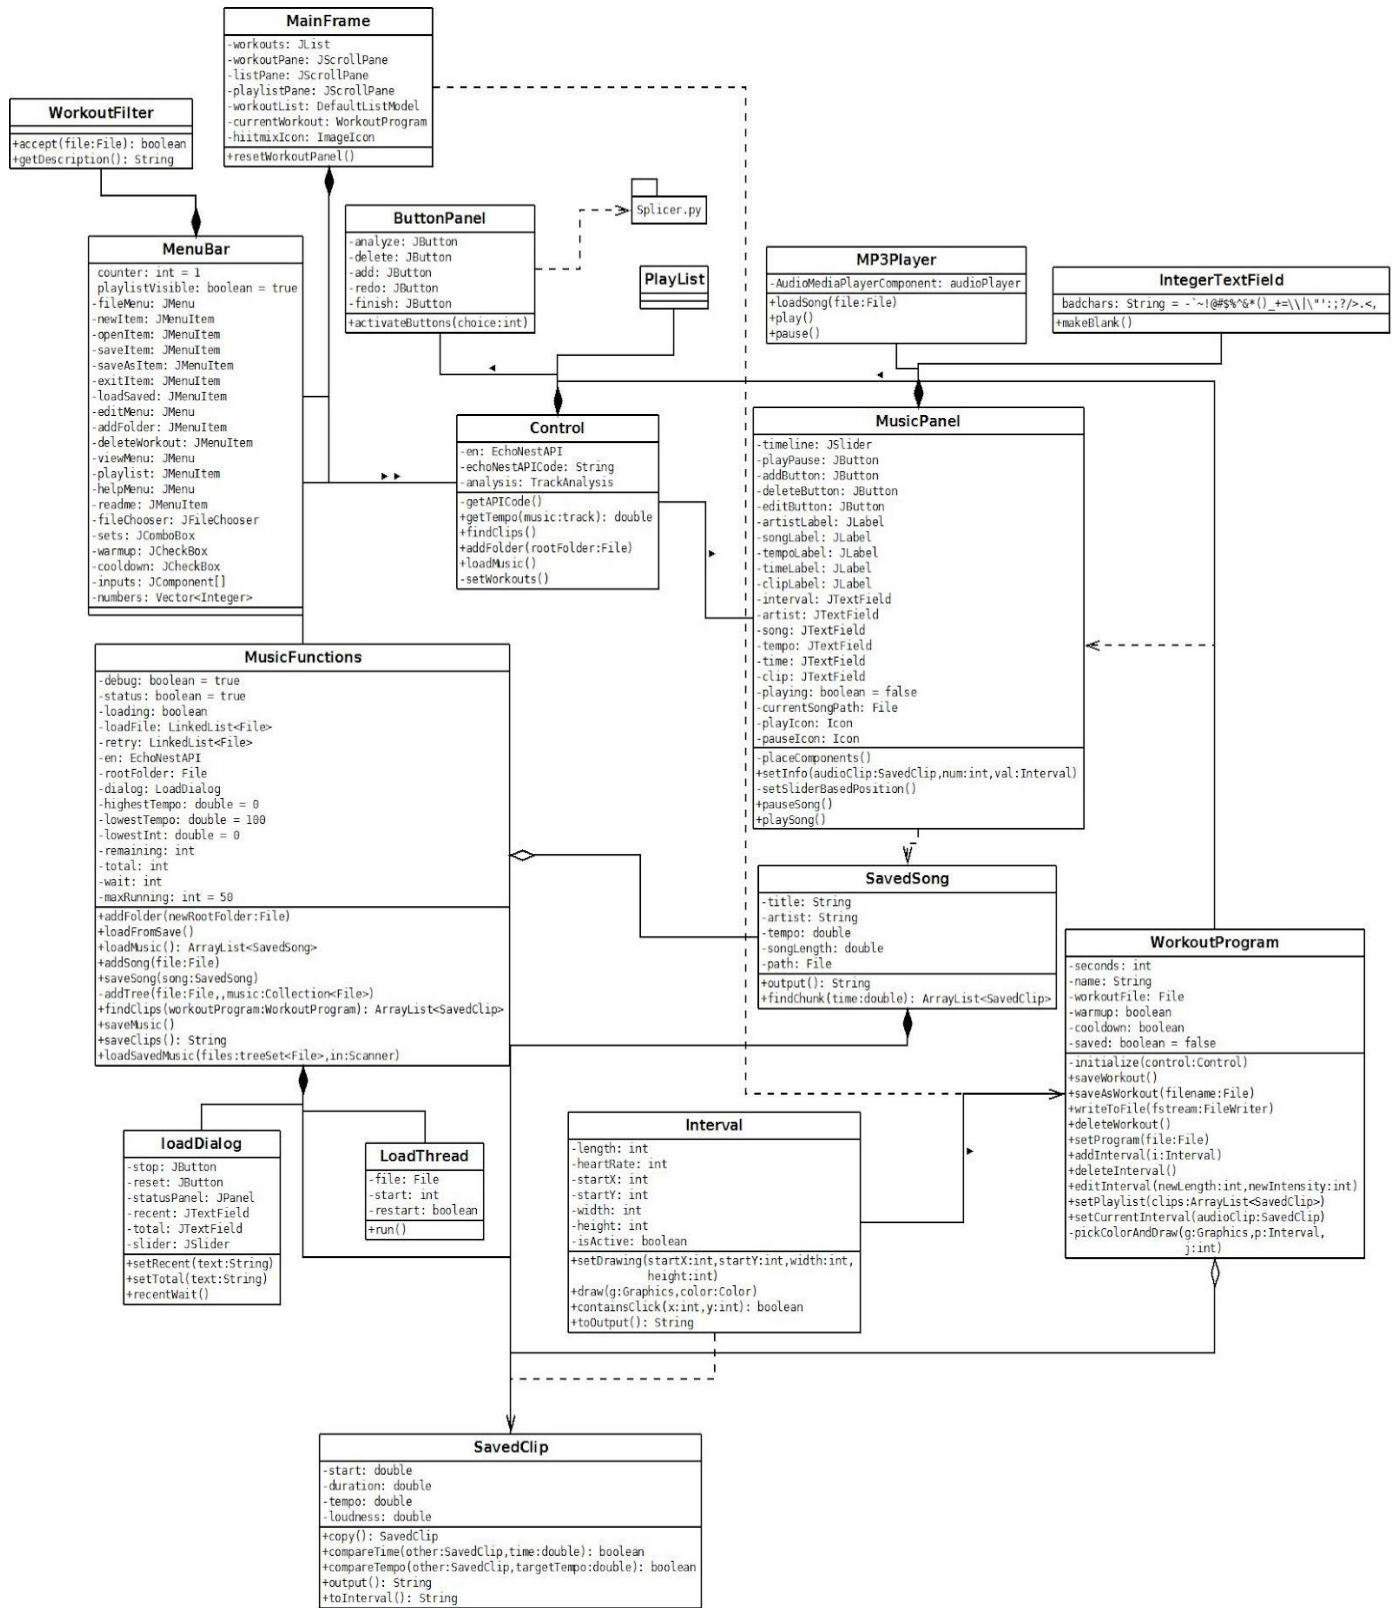 MainFrame
-workouts: JList
-workoutPane: JScrollPane
-listPane: JScrollPane
-playlistPane: JScrollPane
-workoutList: DefaultListModel
-currentWorkout: WorkoutProgram
-hiitmixIcon: ImageIcon
+resetWorkoutPanel()
WorkoutFilter
+accept(file:File): boolean
+getDescription(): String
Splicer.py
ButtonPanel
-analyze: JButton
-delete: JButton
-add: JButton
-redo: JButton
-finish: JButton
+activateButtons(choice:int)
MenuBar
counter: int = 1
playlistVisible: boolean = true
-fileMenu: JMenu
-newItem: JMenuItem
-openItem: JMenuItem
-saveItem: JMenuItem
-saveAsItem: JMenuItem
-exitItem: JMenuItem
-loadSaved: JMenuItem
-editMenu: JMenu
-addFolder: JMenuItem
-deleteWorkout: JMenuItem
-viewMenu: JMenu
-playlist: JMenuItem
-helpMenu: JMenu
-readme: JMenuItem
-fileChooser: JFileChooser
-sets: JComboBox
-warmup: JCheckBox
-cooldown: JCheckBox
-inputs: JComponent[]
-numbers: Vector<Integer>
PlayList
MP3Player
-AudioMediaPlayerComponent: audioPlayer
+loadSong(file:File)
+play()
+pause()
IntegerTextField
badchars: String = -`~!@#$%^&*()_+=\\|\"':;?/>.<,
+makeBlank()
Control
-en: EchoNestAPI
-echoNestAPICode: String
-analysis: TrackAnalysis
-getAPICode()
+getTempo(music:track): double
+findClips()
+addFolder(rootFolder:File)
+loadMusic()
-setWorkouts()
MusicPanel
-timeline: JSlider
-playPause: JButton
-addButton: JButton
-deleteButton: JButton
-editButton: JButton
-artistLabel: JLabel
-songLabel: JLabel
-tempoLabel: JLabel
-timeLabel: JLabel
-clipLabel: JLabel
-interval: JTextField
-artist: JTextField
-song: JTextField
-tempo: JTextField
-time: JTextField
-clip: JTextField
-playing: boolean = false
-currentSongPath: File
-playIcon: Icon
-pauseIcon: Icon
-placeComponents()
+setInfo(audioClip:SavedClip,num:int,val:Interval)
-setSliderBasedPosition()
+pauseSong()
+playSong()
MusicFunctions
-debug: boolean = true
-status: boolean = true
-loading: boolean
-loadFile: LinkedList<File>
-retry: LinkedList<File>
-en: EchoNestAPI
-rootFolder: File
-dialog: LoadDialog
-highestTempo: double = 0
-lowestTempo: double = 100
-lowestInt: double = 0
-remaining: int
-total: int
-wait: int
-maxRunning: int = 50
+addFolder(newRootFolder:File)
+loadFromSave()
+loadMusic(): ArrayList<SavedSong>
+addSong(file:File)
+saveSong(song:SavedSong)
-addTree(file:File,,music:Collection<File>)
+findClips(workoutProgram:WorkoutProgram): ArrayList<SavedClip>
+saveMusic()
+saveClips(): String
+loadSavedMusic(files:treeSet<File>,in:Scanner)
SavedSong
-title: String
-artist: String
-tempo: double
-songLength: double
-path: File
+output(): String
+findChunk(time:double): ArrayList<SavedClip>
WorkoutProgram
-seconds: int
-name: String
-workoutFile: File
-warmup: boolean
-cooldown: boolean
-saved: boolean = false
-initialize(control:Control)
+saveWorkout()
+saveAsWorkout(filename:File)
+writeToFile(fstream:FileWriter)
+deleteWorkout()
+setProgram(file:File)
+addInterval(i:Interval)
+deleteInterval()
+editInterval(newLength:int,newIntensity:int)
+setPlaylist(clips:ArrayList<SavedClip>)
+setCurrentInterval(audioClip:SavedClip)
-pickColorAndDraw(g:Graphics,p:Interval,
j:int)
loadDialog
-stop: JButton
-reset: JButton
-statusPanel: JPanel
-recent: JTextField
-total: JTextField
-slider: JSlider
+setRecent(text:String)
+setTotal(text:String)
+recentWait()
LoadThread
-file: File
-start: int
-restart: boolean
+run()
Interval
-length: int
-heartRate: int
-startX: int
-startY: int
-width: int
-height: int
-isActive: boolean
+setDrawing(startX:int,startY:int,width:int,
height:int)
+draw(g:Graphics,color:Color)
+containsClick(x:int,y:int): boolean
+toOutput(): String
SavedClip
-start: double
-duration: double
-tempo: double
-loudness: double
+copy(): SavedClip
+compareTime(other:SavedClip,time:double): boolean
+compareTempo(other:SavedClip,targetTempo:double): boolean
+output(): String
+toInterval(): String